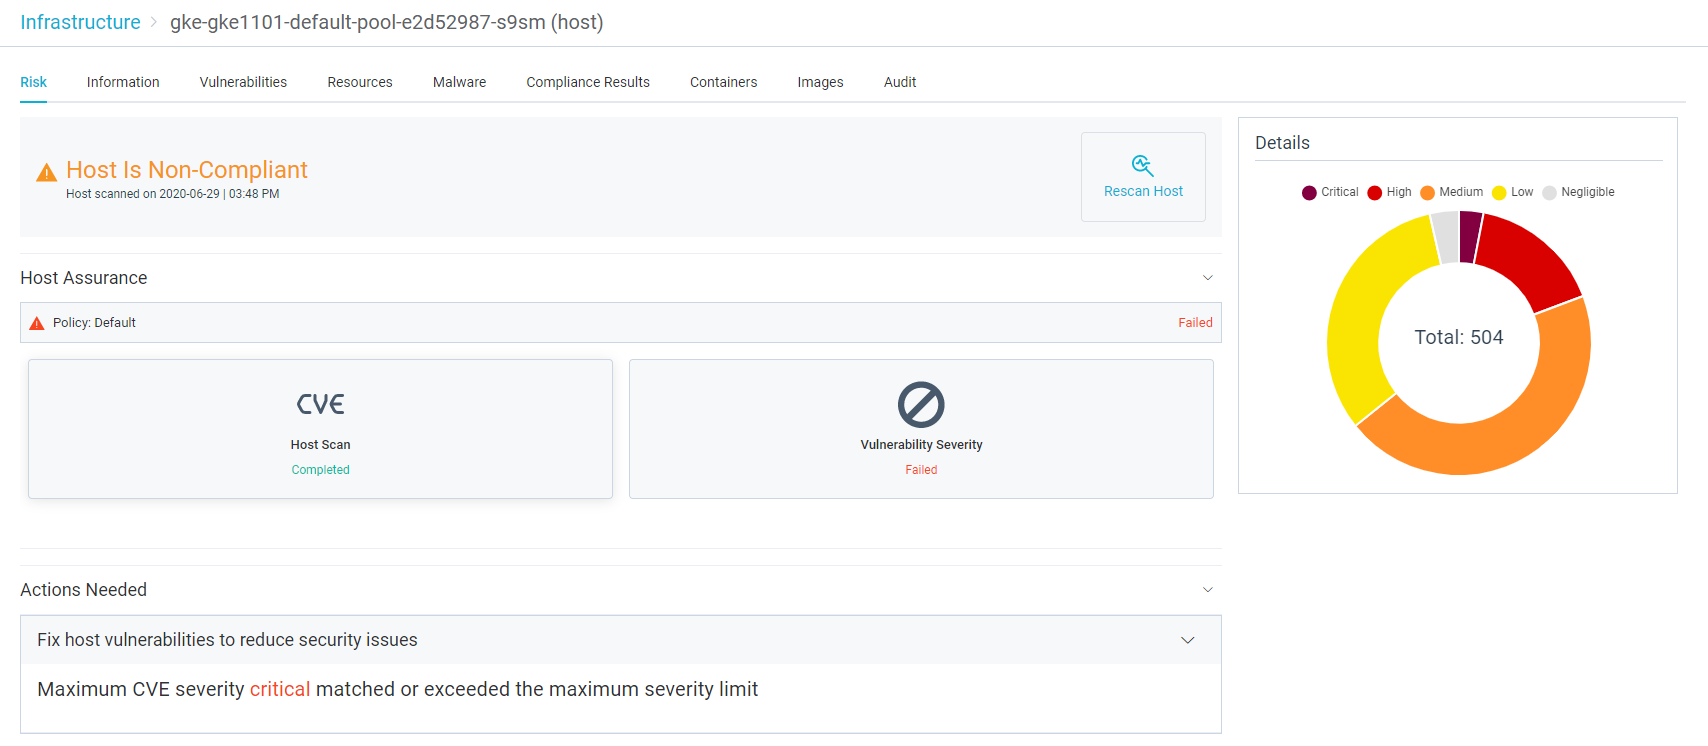 Infrastructure > gke-gke1101-default-pool-e2d52987-s9sm (host)
Risk Information Vulnerabilities Resources Malware Compliance Results Containers Images Audit
Host Is Non-Compliant
Host scanned on 2020-06-29 | 03:48 PM
Rescan Host
Host Assurance
Policy: Default Failed
CVE
Host Scan
Completed
Vulnerability Severity
Failed
Actions Needed
Fix host vulnerabilities to reduce security issues
Maximum CVE severity critical matched or exceeded the maximum severity limit
Details
Critical High Medium Low Negligible
Total: 504